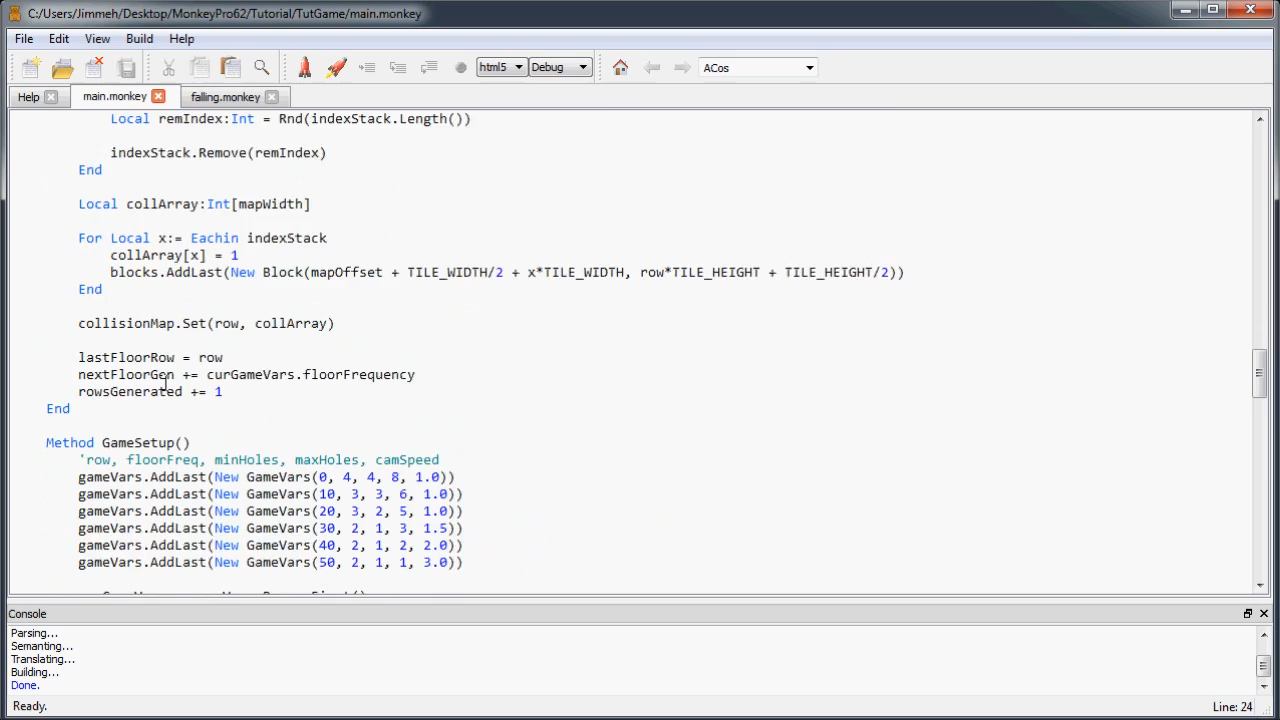 C:/Users/Jimmeh/Desktop/MonkeyPro62/Tutorial/TutGame/main.monkey
File Edit View Build Help
html5 Debug ACos
Help main.monkey falling.monkey
Local remIndex:Int = Rnd(indexStack.Length())
indexStack.Remove(remIndex)
End
Local collArray:Int[mapWidth]
For Local x:= Eachin indexStack
collArray[x] = 1
blocks.AddLast(New Block(mapOffset + TILE_WIDTH/2 + x*TILE_WIDTH, row*TILE_HEIGHT + TILE_HEIGHT/2))
End
collisionMap.Set(row, collArray)
lastFloorRow = row
nextFloorGen += curGameVars.floorFrequency
rowsGenerated += 1
End
Method GameSetup()
'row, floorFreq, minHoles, maxHoles, camSpeed
gameVars.AddLast(New GameVars(0, 4, 4, 8, 1.0))
gameVars.AddLast(New GameVars(10, 3, 3, 6, 1.0))
gameVars.AddLast(New GameVars(20, 3, 2, 5, 1.0))
gameVars.AddLast(New GameVars(30, 2, 1, 3, 1.5))
gameVars.AddLast(New GameVars(40, 2, 1, 2, 2.0))
gameVars.AddLast(New GameVars(50, 2, 1, 1, 3.0))
Console
Parsing...
Semanting...
Translating...
Building...
Done.
Ready. Line: 24